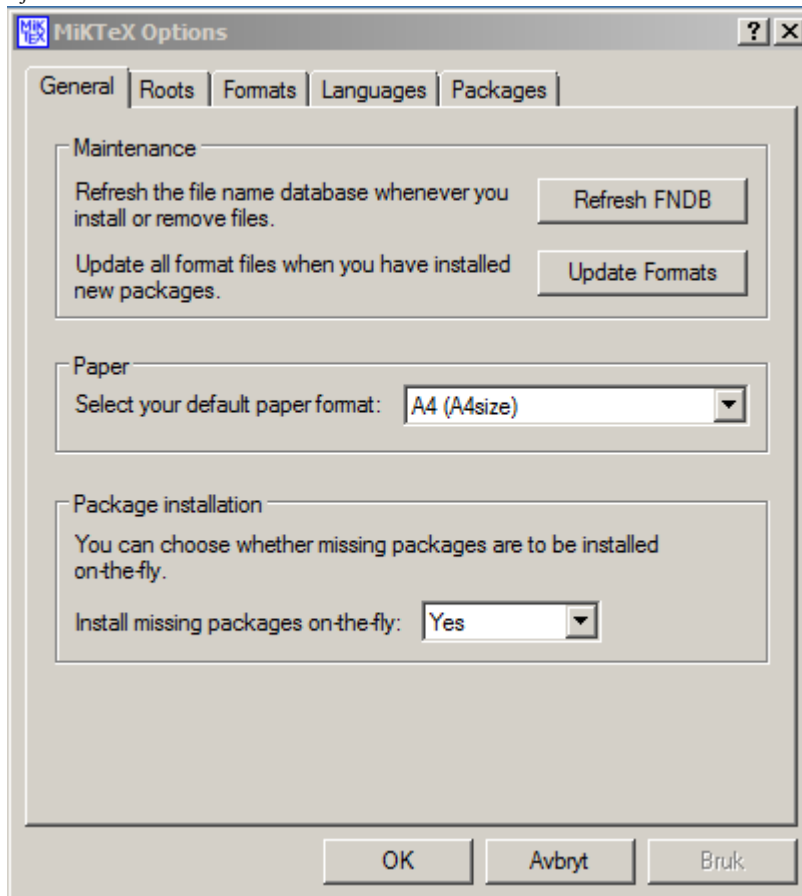 MiKTeX Options
General Roots Formats Languages Packages
Maintenance
Refresh the file name database whenever you
install or remove files.
Refresh FNDB
Update all format files when you have installed
new packages.
Update Formats
Paper
Select your default paper format: A4 (A4size)
Package installation
You can choose whether missing packages are to be installed
on-the-fly.
Install missing packages on-the-fly: Yes
OK Avbryt Bruk